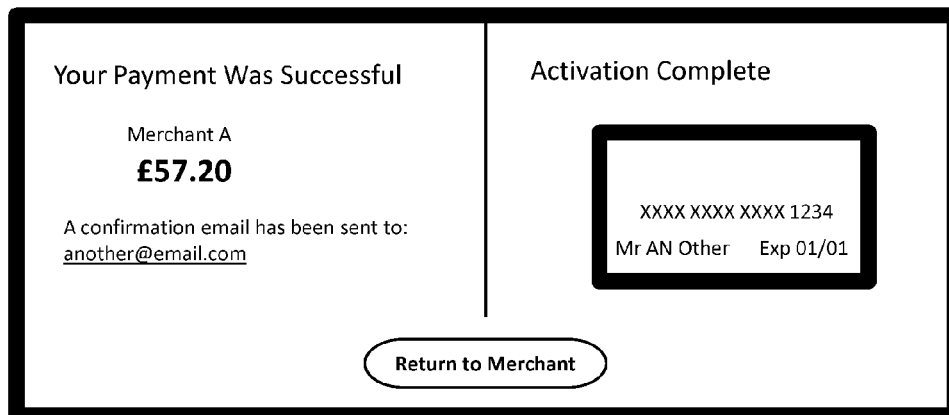 Your Payment Was Successful
Merchant A
£57.20
A confirmation email has been sent to:
another@email.com
Activation Complete
XXXX XXXX XXXX 1234
Mr AN Other Exp 01/01
Return to Merchant